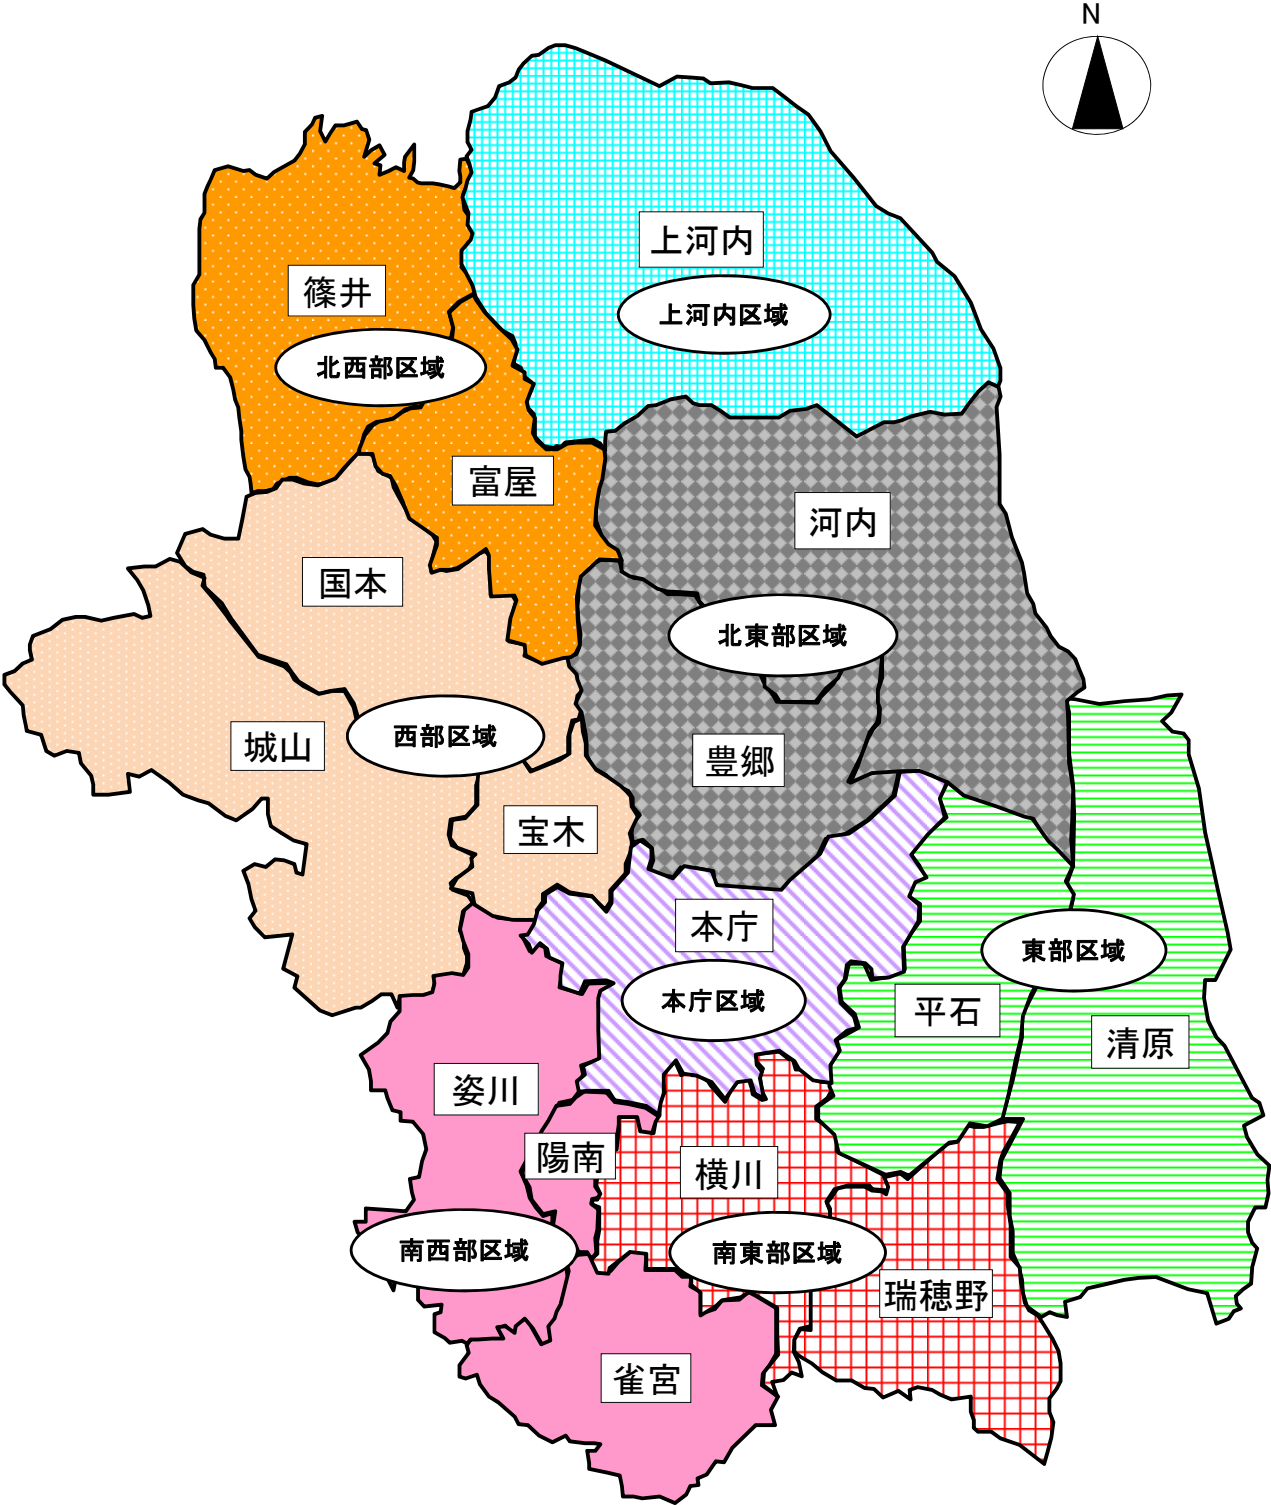 N
上河内
上河内区域
篠井
北西部区域
富屋
河内
国本
北東部区域
城山
西部区域
豊郷
宝木
本庁
東部区域
本庁区域
平石
清原
姿川
陽南
横川
南西部区域
南東部区域
瑞穂野
雀宮